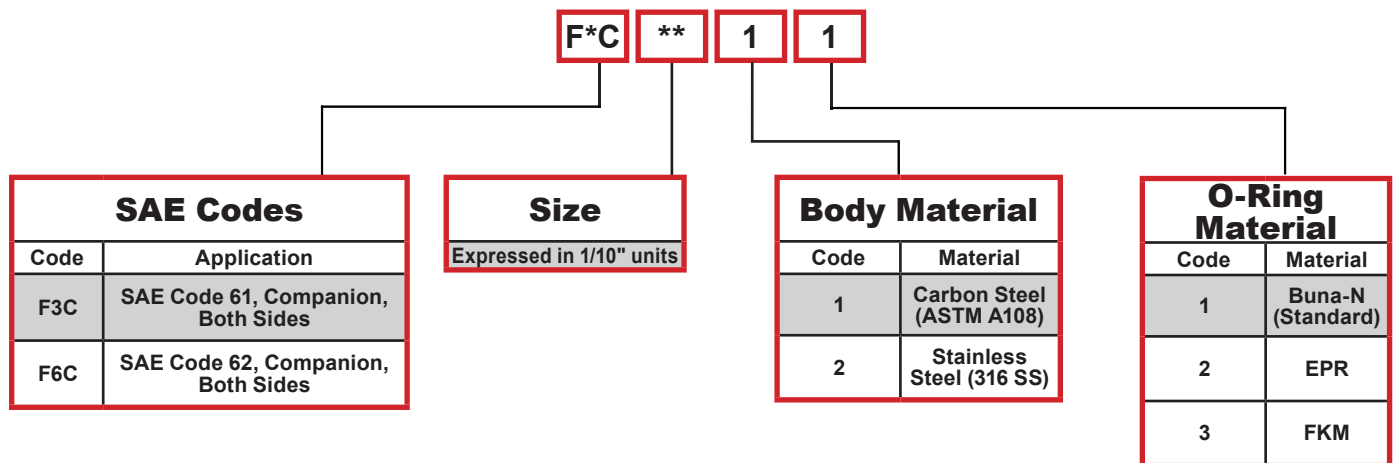 F*C ** 1 1
SAE Codes
Code Application
F3C SAE Code 61, Companion,
Both Sides
F6C SAE Code 62, Companion,
Both Sides
Size
Expressed in 1/10" units
Body Material
Code Material
1 Carbon Steel
(ASTM A108)
2 Stainless
Steel (316 SS)
O-Ring
Material
Code Material
1 Buna-N
(Standard)
2 EPR
3 FKM